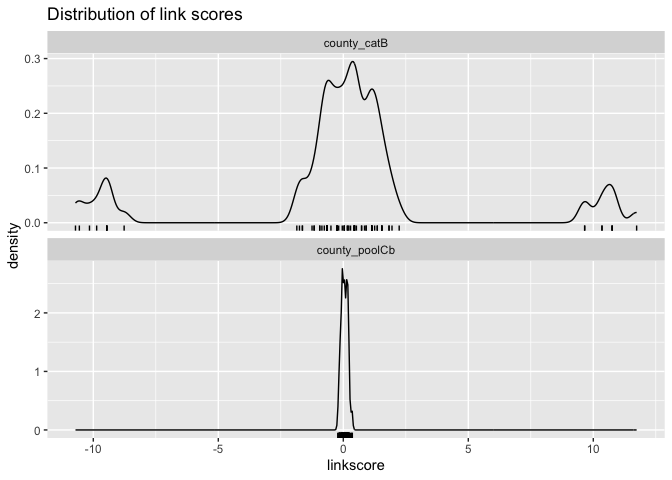 Distribution of link scores
county_catB
0.3
0.2
0.1
0.0
density
county_poolCb
2
1
0
-10 -5 0 5 10
linkscore